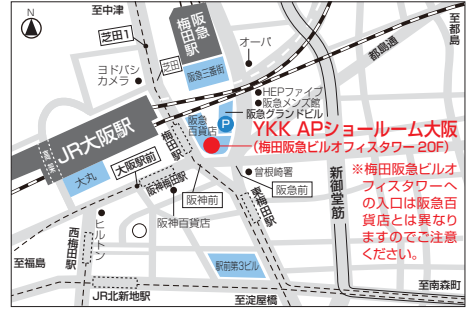 至中津
N
芝田1
芝田
阪急
梅田駅
オーパ
至都島
都島通
ヨドバシ
カメラ
阪急三番街
HEPファイブ
阪急メンズ館
阪急グランドビル
阪急
百貨店
P
梅田駅
YKK APショールーム大阪
(梅田阪急ビルオフィスタワー 20F)
JR大阪駅
大阪駅前
大丸
阪神梅田駅
阪神前
阪神百貨店
曽根崎署
阪急前
東梅田駅
新御堂筋
※梅田阪急ビルオ
フィスタワーへ
の入口は阪急百
貨店とは異なり
ますのでご注意
ください。
西梅田駅
ヒルトン
至福島
駅前第3ビル
JR北新地駅
至淀屋橋
至南森町